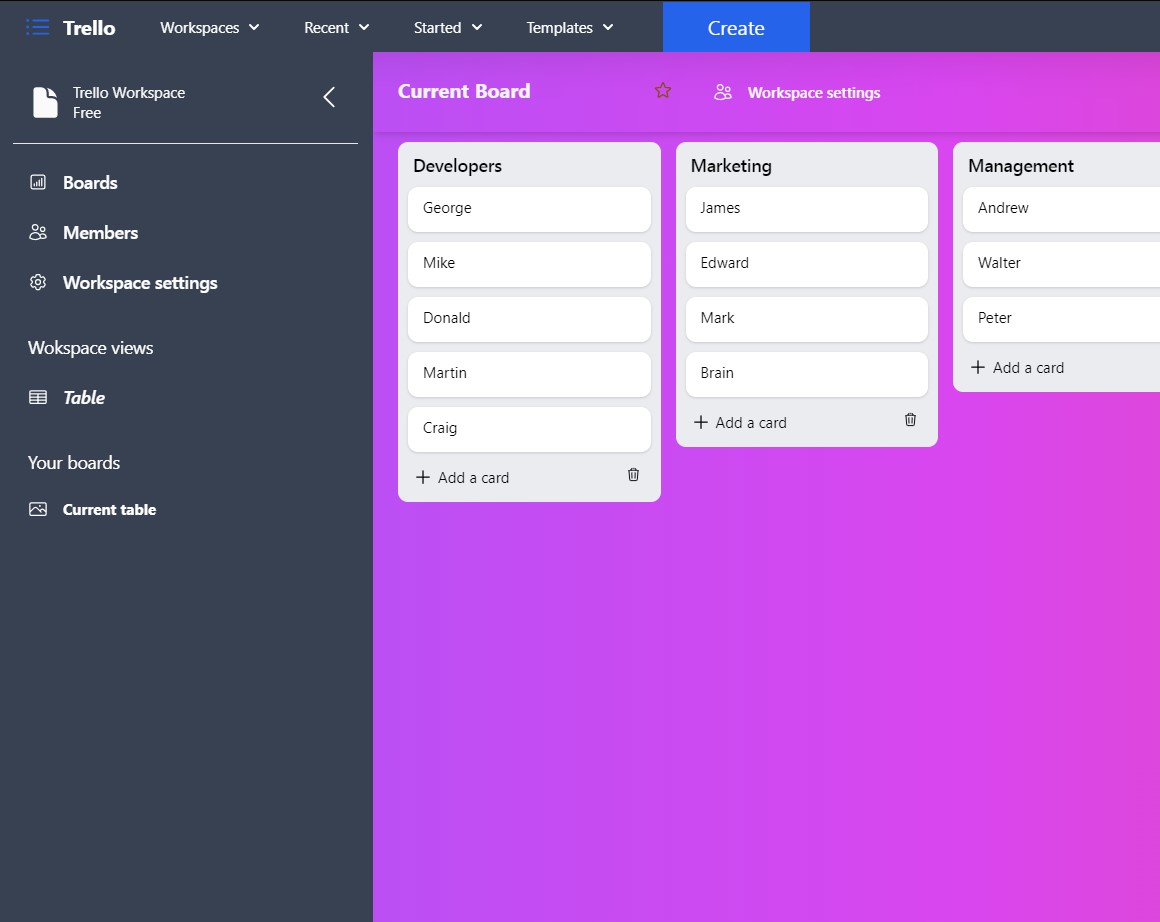 Trello Workspaces Recent Started Templates Create
Trello Workspace
Free
Boards
Members
Workspace settings
Wokspace views
Table
Your boards
Current table
Current Board Workspace settings
Developers
George
Mike
Donald
Martin
Craig
Add a card
Marketing
James
Edward
Mark
Brain
Add a card
Management
Andrew
Walter
Peter
Add a card